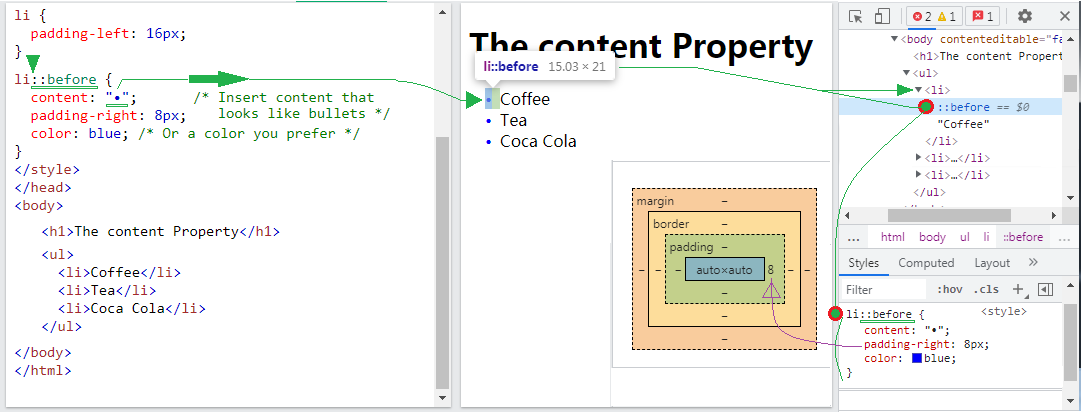 li {
padding-left: 16px;
}
li::before {
content: "•"; /* Insert content that
padding-right: 8px; looks like bullets */
color: blue; /* Or a color you prefer */
}
</style>
</head>
<body>
<h1>The content Property</h1>
<ul>
<li>Coffee</li>
<li>Tea</li>
<li>Coca Cola</li>
</ul>
</body>
</html>
The content Property
li::before 15.03 × 21
• Coffee
• Tea
• Coca Cola
margin –
border –
padding –
– – – auto×auto 8 – –
–
–
–
2 1 1
▼<body contenteditable="fa
<h1>The content Propert
▼<ul>
▼<li>
::before == $0
"Coffee"
</li>
▶<li>…</li>
▶<li>…</li>
</ul>
… html body ul li ::before …
Styles Computed Layout »
Filter :hov .cls +
li::before { <style>
content: "•";
padding-right: 8px;
color: blue;
}